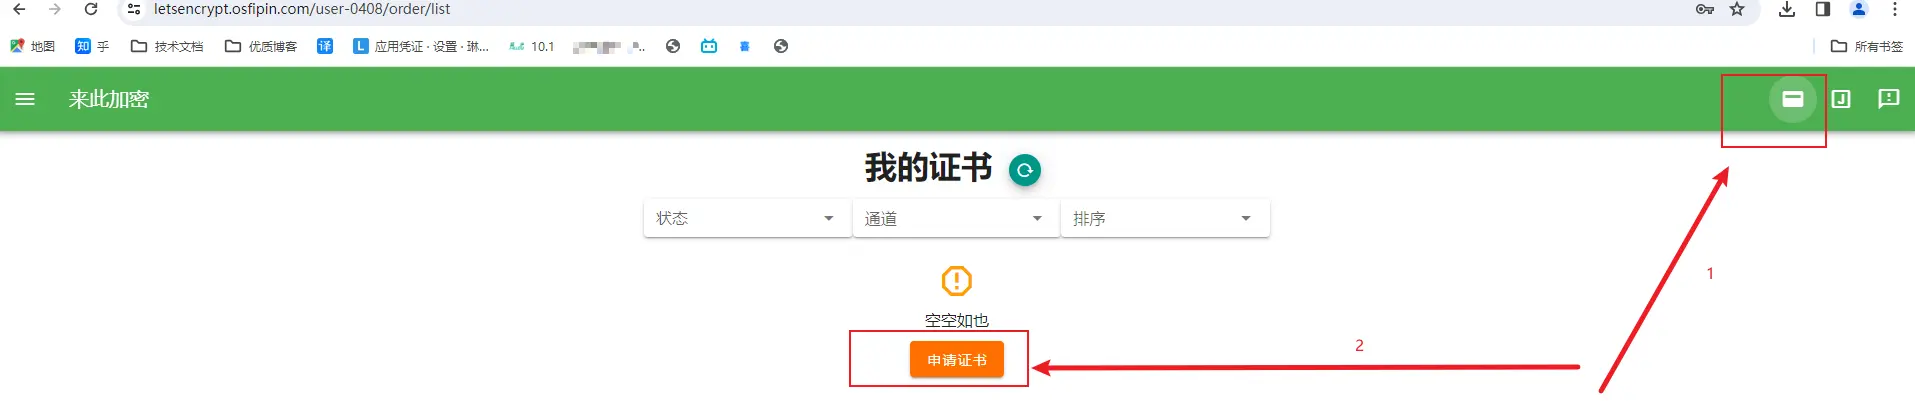 letsencrypt.osfipin.com/user-0408/order/list
地图 知 乎 技术文档 优质博客 译 L 应用凭证 · 设置 · 琳... 10.1 所有书签
来此加密
我的证书
状态 通道 排序
1
空空如也
2
申请证书